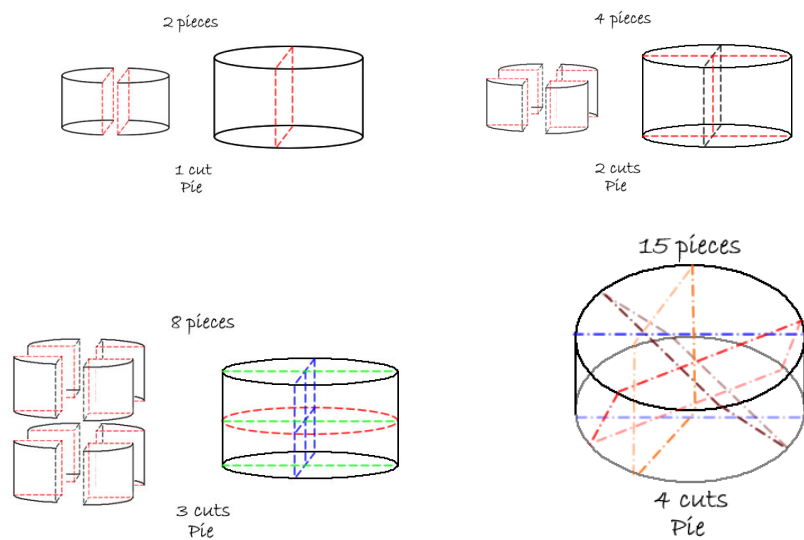 2 pieces
1 cut
Pie
4 pieces
2 cuts
Pie
8 pieces
3 cuts
Pie
15 pieces
4 cuts
Pie